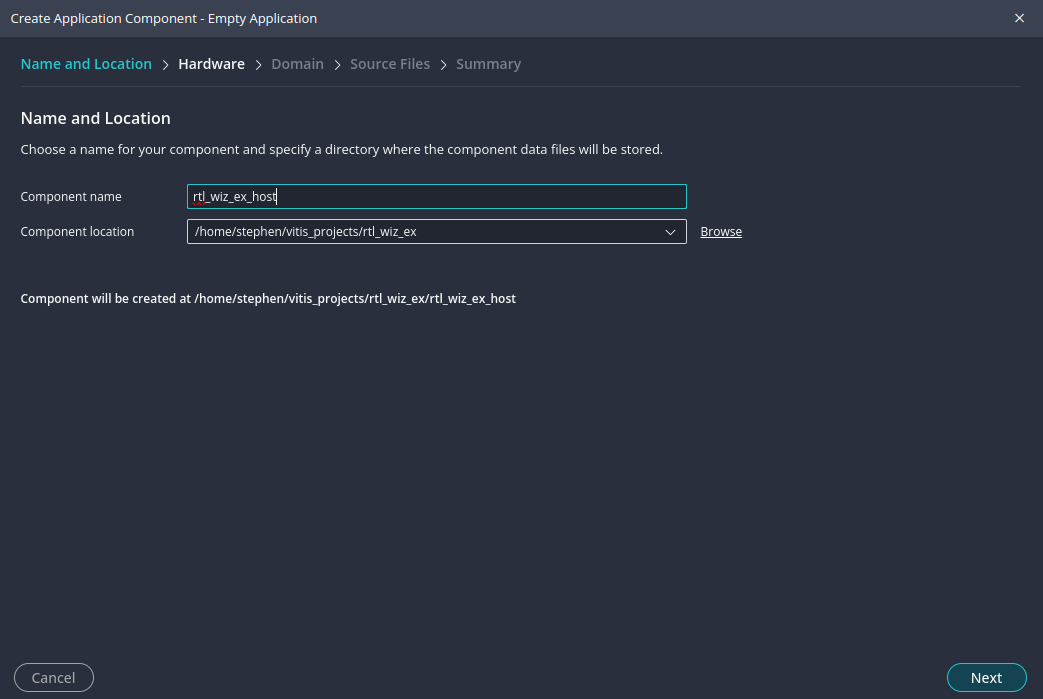 Create Application Component - Empty Application
Name and Location > Hardware > Domain > Source Files > Summary
Name and Location
Choose a name for your component and specify a directory where the component data files will be stored.
Component name rtl_wiz_ex_host
Component location /home/stephen/vitis_projects/rtl_wiz_ex Browse
Component will be created at /home/stephen/vitis_projects/rtl_wiz_ex/rtl_wiz_ex_host
Cancel Next